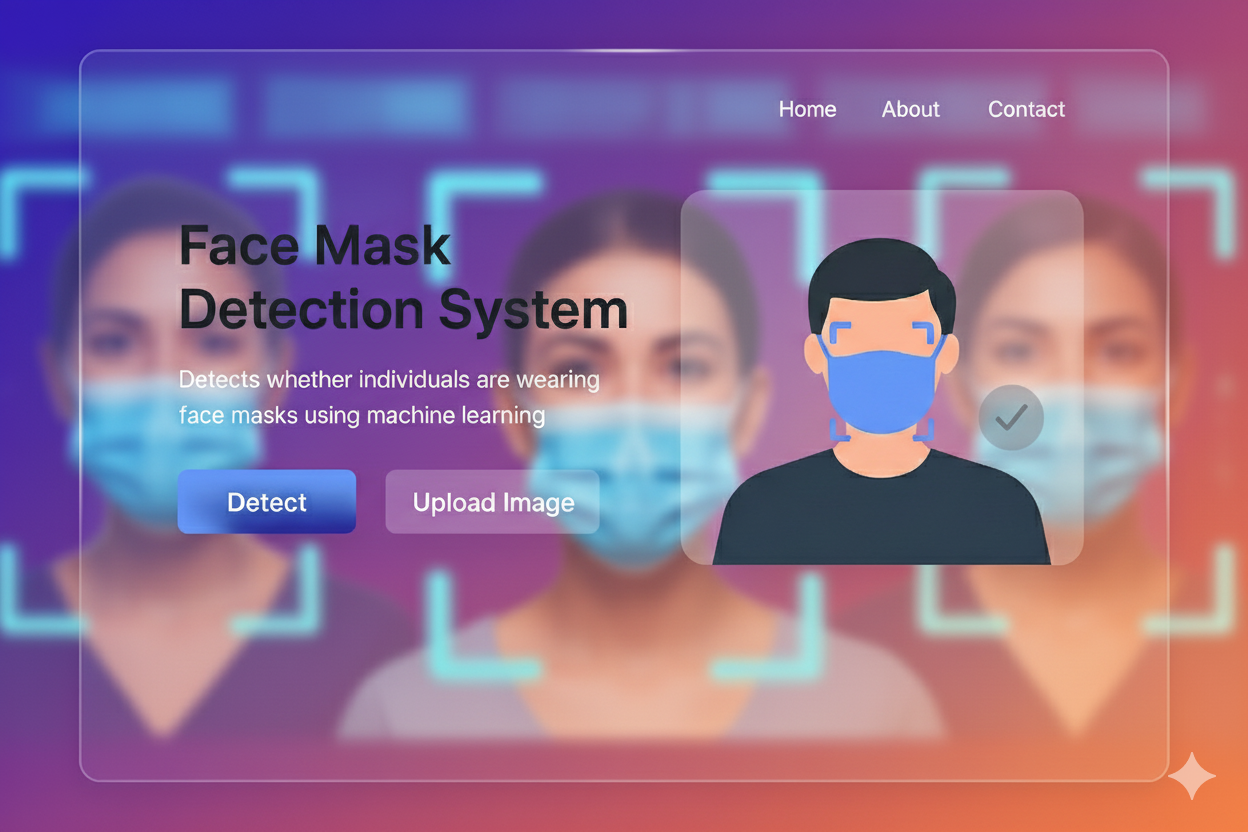 Home About Contact
Face Mask
Detection System
Detects whether individuals are wearing
face masks using machine learning
Detect Upload Image